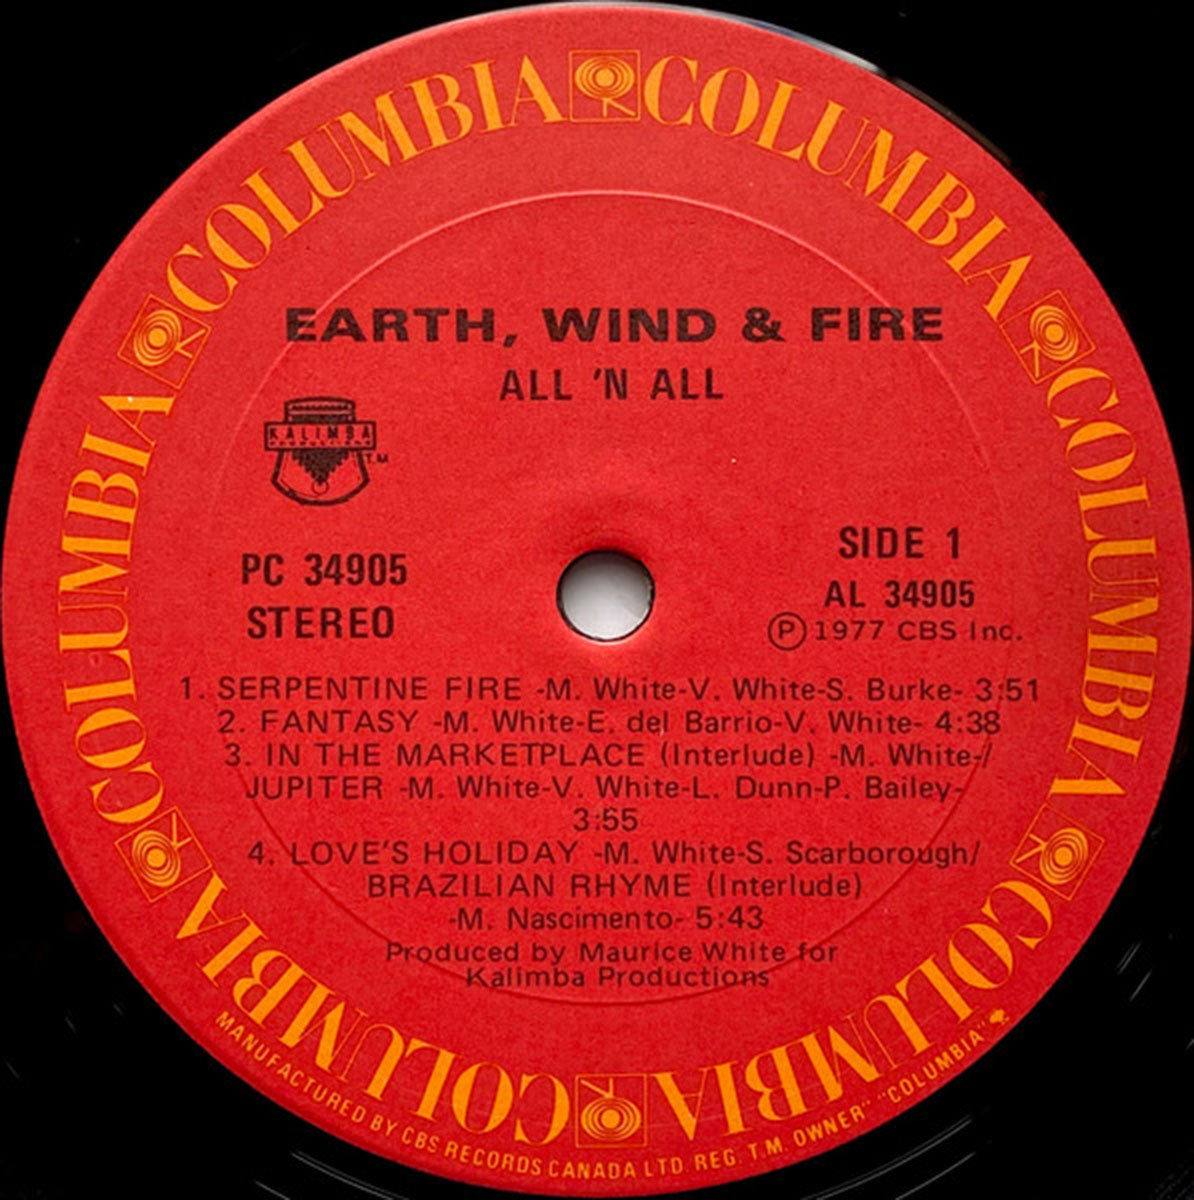 COLUMBIA COLUMBIA COLUMBIA COLUMBIA COLUMBIA COLUMBIA
EARTH, WIND & FIRE
ALL 'N ALL
KALIMBA
T.M.
PC 34905
STEREO
SIDE 1
AL 34905
Ⓟ 1977 CBS Inc.
1. SERPENTINE FIRE -M. White-V. White-S. Burke- 3:51
2. FANTASY -M. White-E. del Barrio-V. White- 4:38
3. IN THE MARKETPLACE (Interlude) -M. White-/
JUPITER -M. White-V. White-L. Dunn-P. Bailey-
3:55
4. LOVE'S HOLIDAY -M. White-S. Scarborough/
BRAZILIAN RHYME (Interlude)
-M. Nascimento- 5:43
Produced by Maurice White for
Kalimba Productions
MANUFACTURED BY CBS RECORDS CANADA LTD. REG. T.M. OWNER" "COLUMBIA"